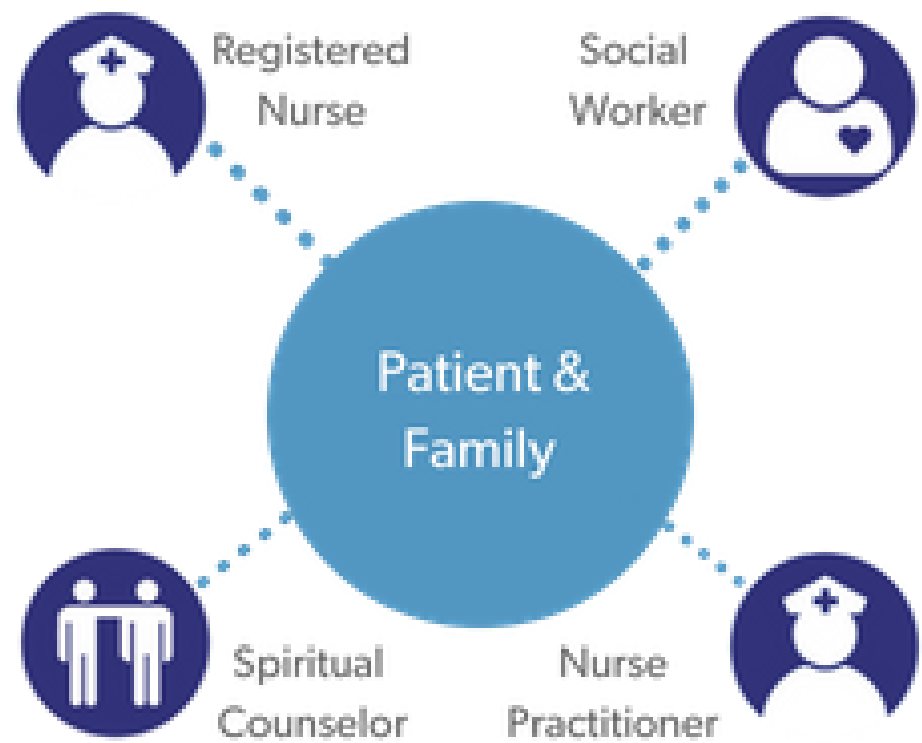 Registered
Nurse
Social
Worker
Patient &
Family
Spiritual
Counselor
Nurse
Practitioner